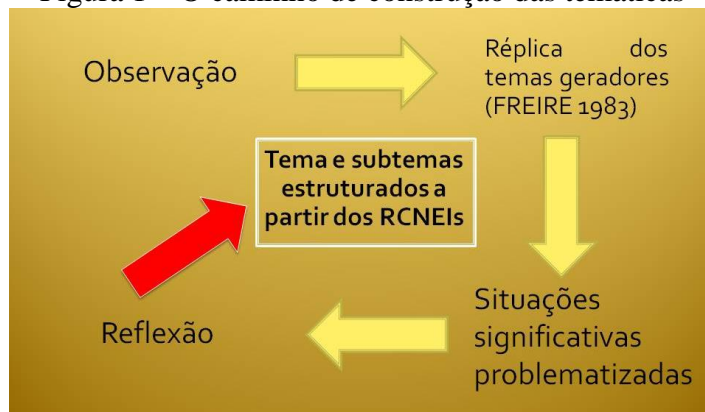 Figura 1 – O caminho de construção das temáticas
Observação
Réplica dos
temas geradores
(FREIRE 1983)
Tema e subtemas
estruturados a
partir dos RCNEIs
Situações
significativas
problematizadas
Reflexão